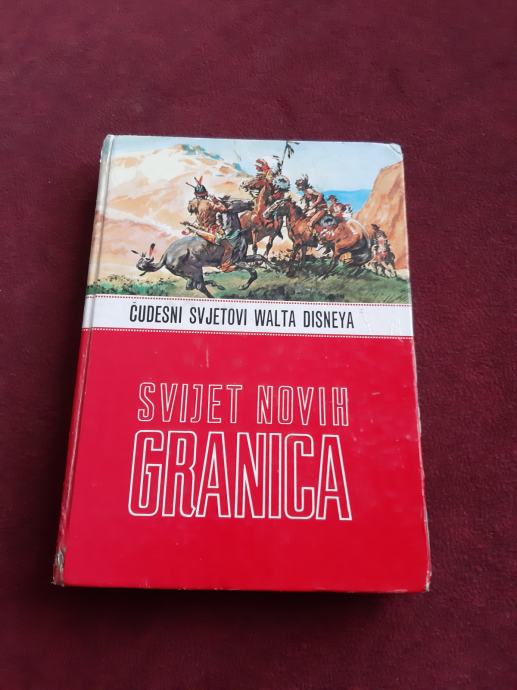 ČUDESNI SVJETOVI WALTA DISNEYA
SVIJET NOVIH
GRANICA